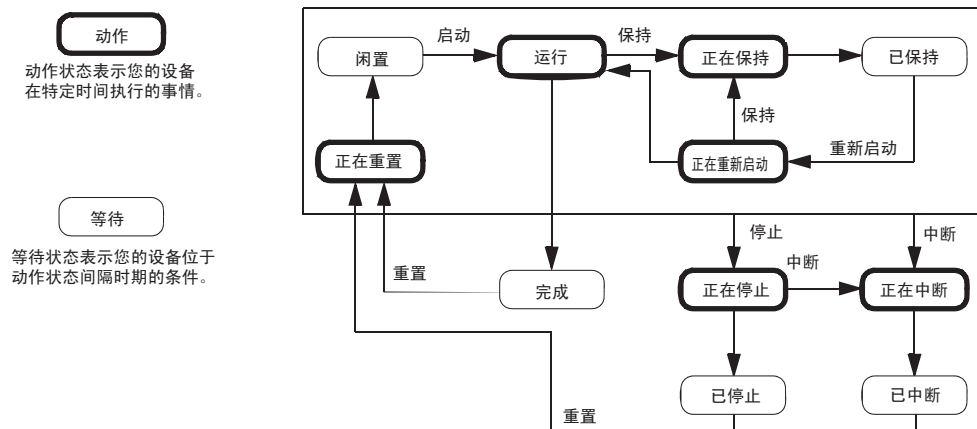 动作
动作状态表示您的设备
在特定时间执行的事情。
等待
等待状态表示您的设备位于
动作状态间隔时期的条件。
闲置
启动
运行
保持
正在保持
已保持
保持
正在重置
正在重新启动
重新启动
停止
中断
中断
重置
完成
正在停止
正在中断
已停止
已中断
重置